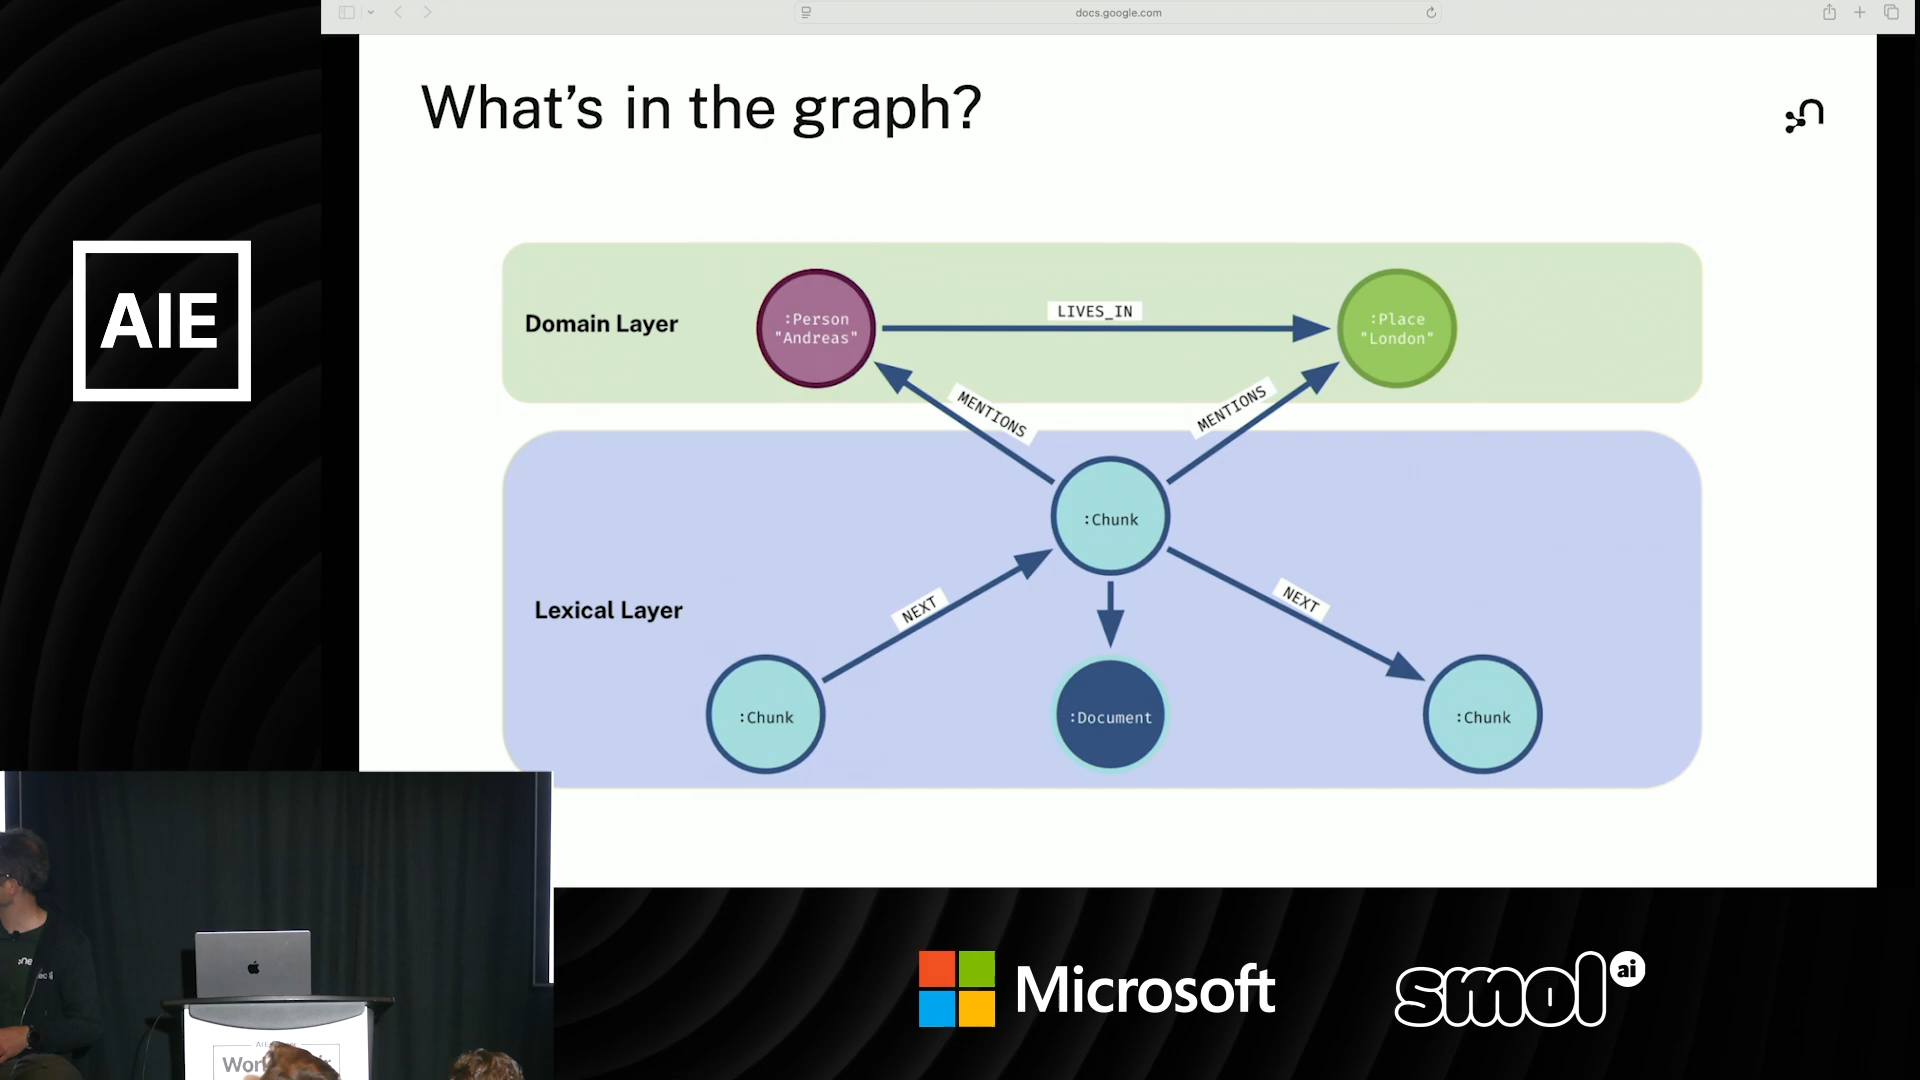 docs.google.com
What's in the graph?
AIE
Domain Layer
:Person
"Andreas"
LIVES_IN
:Place
"London"
MENTIONS
MENTIONS
:Chunk
Lexical Layer
NEXT
NEXT
:Chunk
:Document
:Chunk
Microsoft
smol ai